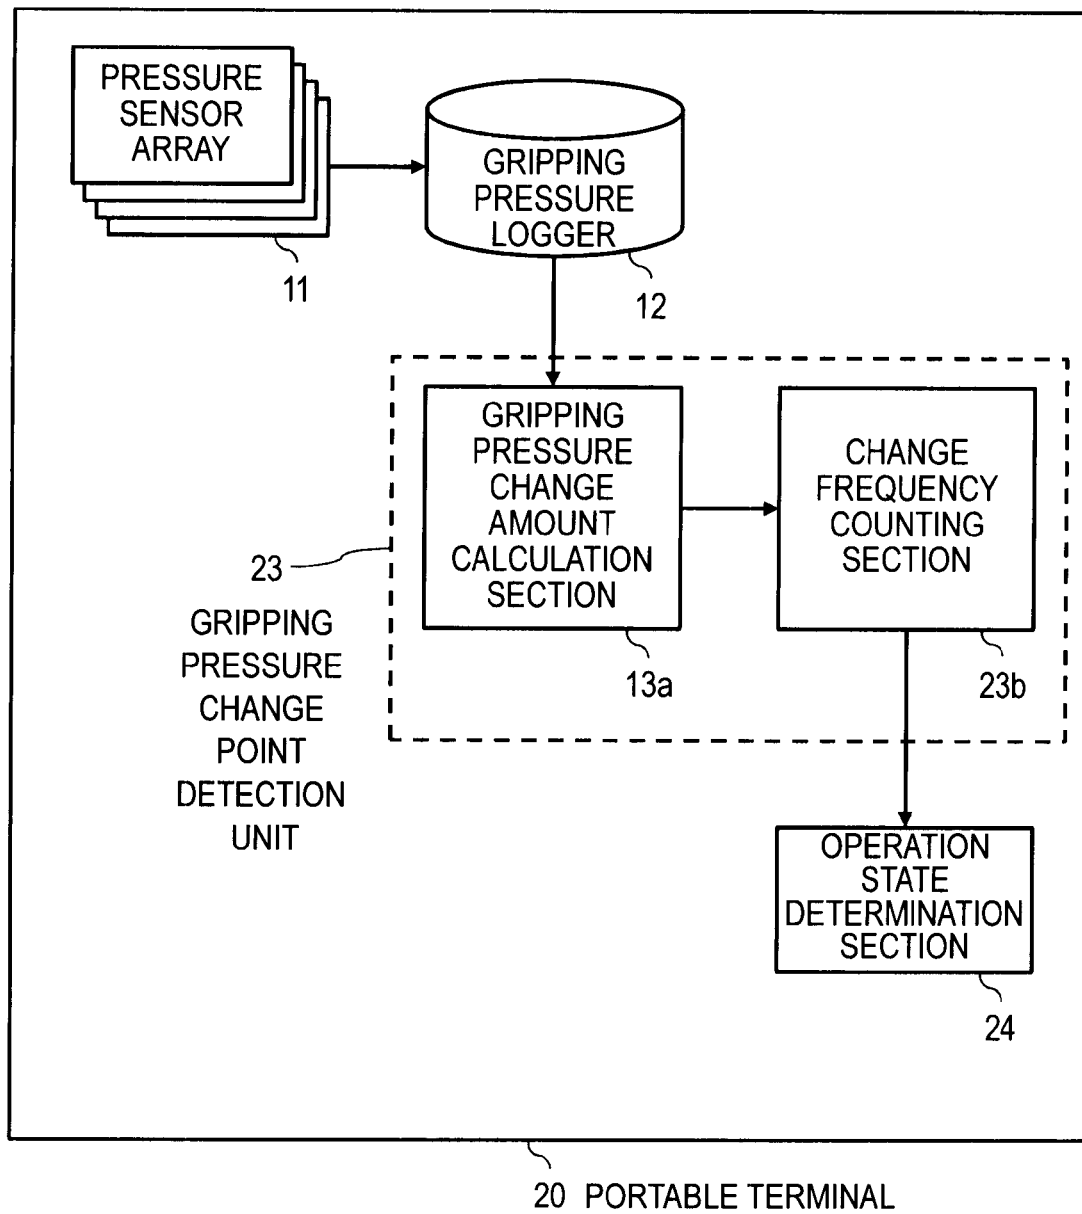 PRESSURE
SENSOR
ARRAY
11
GRIPPING
PRESSURE
LOGGER
12
GRIPPING
PRESSURE
CHANGE
AMOUNT
CALCULATION
SECTION
13a
CHANGE
FREQUENCY
COUNTING
SECTION
23b
23
GRIPPING
PRESSURE
CHANGE
POINT
DETECTION
UNIT
OPERATION
STATE
DETERMINATION
SECTION
24
20 PORTABLE TERMINAL